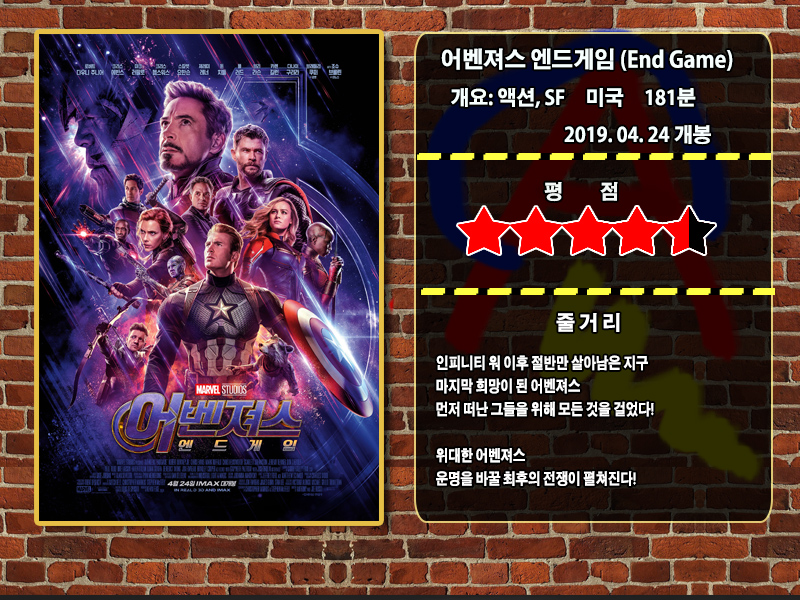 어벤져스 엔드게임 (End Game)
개요: 액션, SF 미국 181분
2019. 04. 24 개봉
평 점
줄거리
인피니티 워 이후 절반만 살아남은 지구
마지막 희망이 된 어벤져스
먼저 떠난 그들을 위해 모든 것을 걸었다!
위대한 어벤져스
운명을 바꿀 최후의 전쟁이 펼쳐진다!
MARVEL STUDIOS
어벤져스
엔드게임
4월 24일 IMAX 대개봉
IN REAL D 3D AND IMAX